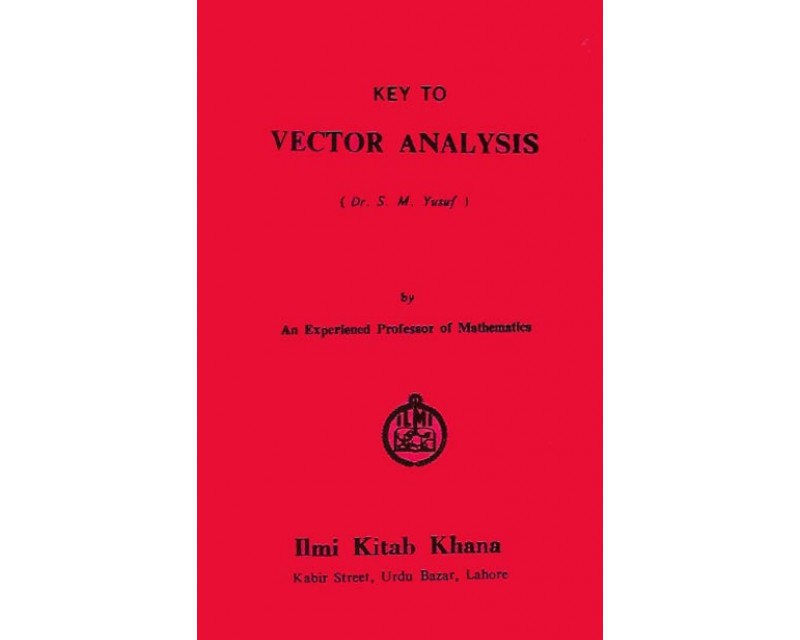 KEY TO
VECTOR ANALYSIS
( Dr. S. M. Yusuf )
by
An Experiened Professor of Mathematics
ILMI
Ilmi Kitab Khana
Kabir Street, Urdu Bazar, Lahore